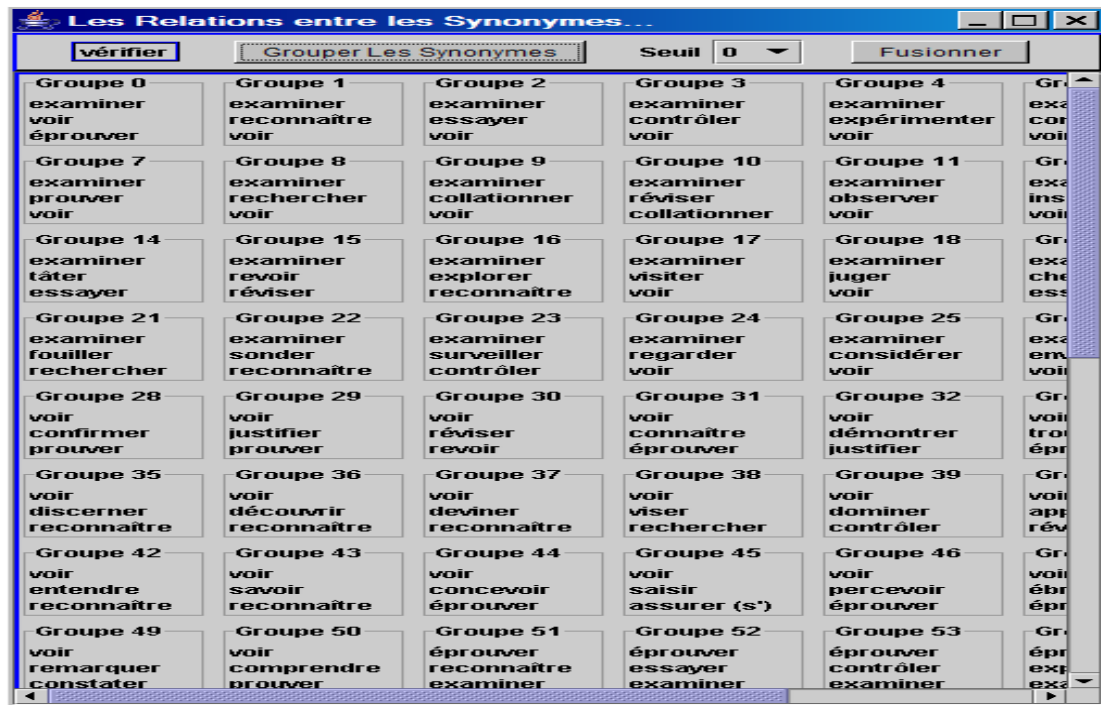 Les Relations entre les Synonymes...
vérifier
Grouper Les Synonymes
Seuil 0
Fusionner
Groupe 0
examiner
voir
éprouver
Groupe 1
examiner
reconnaître
voir
Groupe 2
examiner
essayer
voir
Groupe 3
examiner
contrôler
voir
Groupe 4
examiner
expérimenter
voir
Groupe 7
examiner
prouver
voir
Groupe 8
examiner
rechercher
voir
Groupe 9
examiner
collationner
voir
Groupe 10
examiner
réviser
collationner
Groupe 11
examiner
observer
voir
Groupe 14
examiner
tâter
essayer
Groupe 15
examiner
revoir
réviser
Groupe 16
examiner
explorer
reconnaître
Groupe 17
examiner
visiter
voir
Groupe 18
examiner
juger
voir
Groupe 21
examiner
fouiller
rechercher
Groupe 22
examiner
sonder
reconnaître
Groupe 23
examiner
surveiller
contrôler
Groupe 24
examiner
regarder
voir
Groupe 25
examiner
considérer
voir
Groupe 28
voir
confirmer
prouver
Groupe 29
voir
justifier
prouver
Groupe 30
voir
réviser
revoir
Groupe 31
voir
connaître
éprouver
Groupe 32
voir
démontrer
justifier
Groupe 35
voir
discerner
reconnaître
Groupe 36
voir
découvrir
reconnaître
Groupe 37
voir
deviner
reconnaître
Groupe 38
voir
viser
rechercher
Groupe 39
voir
dominer
contrôler
Groupe 42
voir
entendre
reconnaître
Groupe 43
voir
savoir
reconnaître
Groupe 44
voir
concevoir
éprouver
Groupe 45
voir
saisir
assurer (s')
Groupe 46
voir
percevoir
éprouver
Groupe 49
voir
remarquer
constater
Groupe 50
voir
comprendre
prouver
Groupe 51
éprouver
reconnaître
examiner
Groupe 52
éprouver
essayer
examiner
Groupe 53
éprouver
contrôler
examiner